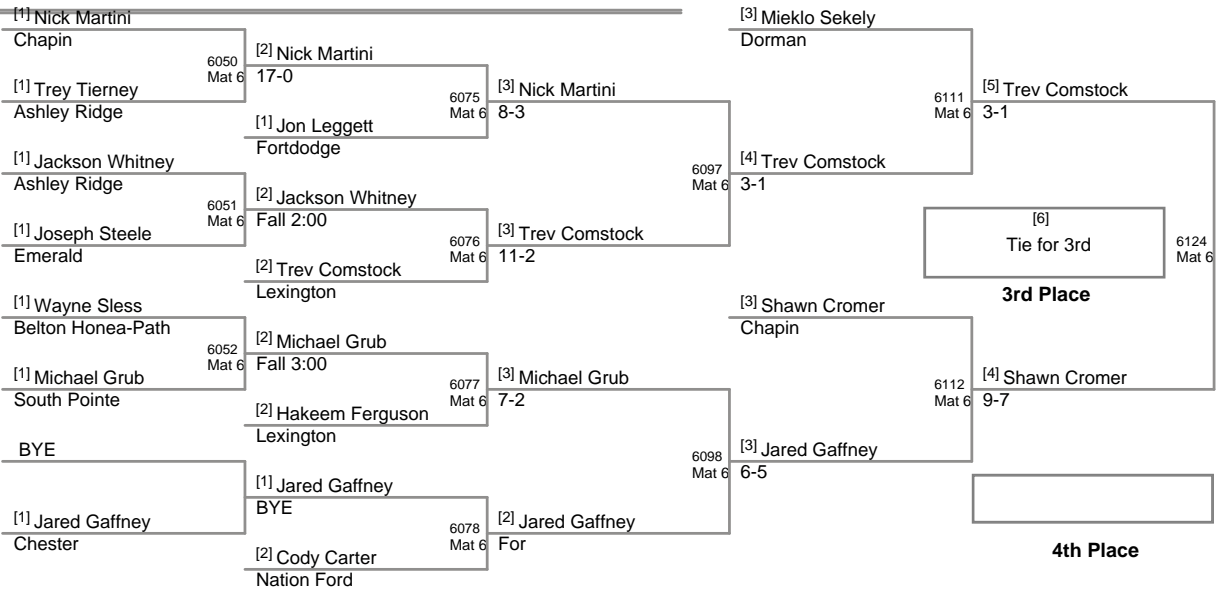 [1] Nick Martini
Chapin
6050
Mat 6
[1] Trey Tierney
Ashley Ridge
[1] Jackson Whitney
Ashley Ridge
6051
Mat 6
[1] Joseph Steele
Emerald
[1] Wayne Sless
Belton Honea-Path
6052
Mat 6
[1] Michael Grub
South Pointe
BYE
[1] Jared Gaffney
Chester
[2] Nick Martini
17-0
6075
Mat 6
[1] Jon Leggett
Fortdodge
[2] Jackson Whitney
Fall 2:00
6076
Mat 6
[2] Trev Comstock
Lexington
[2] Michael Grub
Fall 3:00
6077
Mat 6
[2] Hakeem Ferguson
Lexington
[1] Jared Gaffney
BYE
6078
Mat 6
[2] Cody Carter
Nation Ford
[3] Nick Martini
8-3
6097
Mat 6
[3] Trev Comstock
11-2
[3] Michael Grub
7-2
6098
Mat 6
[2] Jared Gaffney
For
[3] Mieklo Sekely
Dorman
6111
Mat 6
[4] Trev Comstock
3-1
[3] Shawn Cromer
Chapin
6112
Mat 6
[3] Jared Gaffney
6-5
[5] Trev Comstock
3-1
6124
Mat 6
[4] Shawn Cromer
9-7
[6]
Tie for 3rd
3rd Place
4th Place